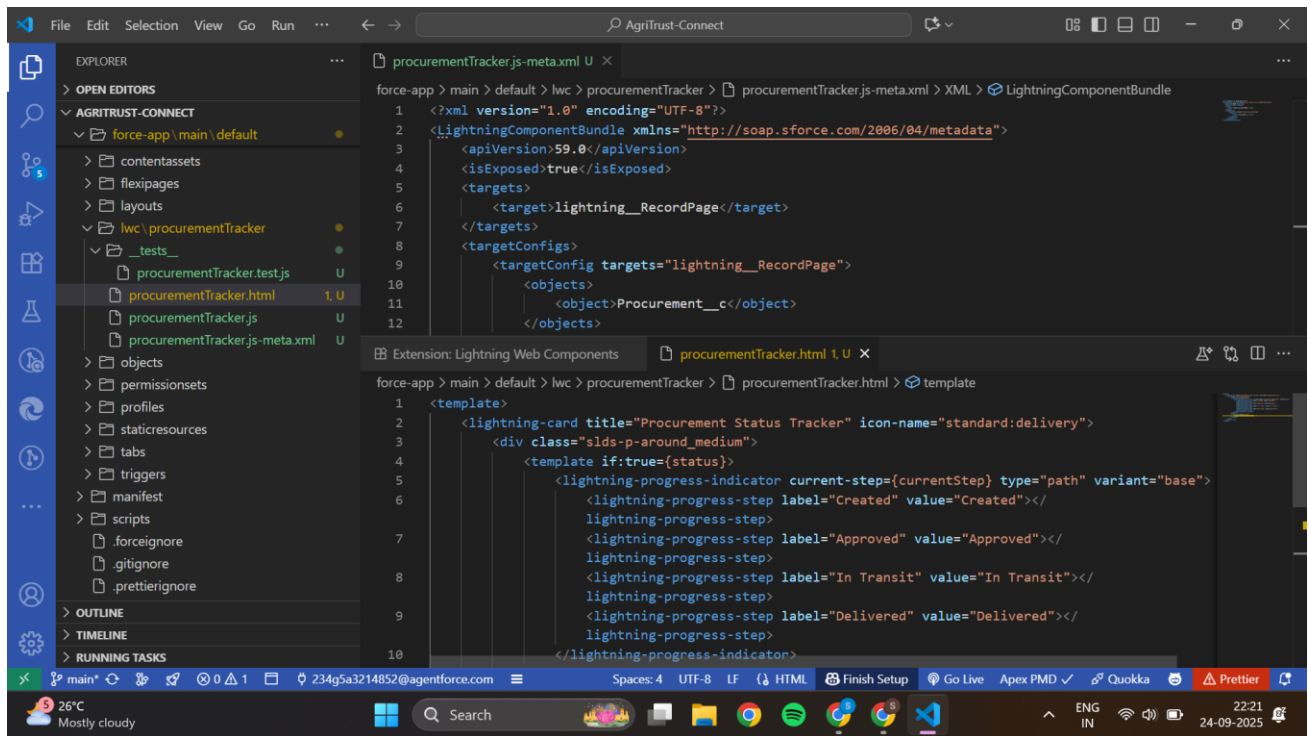 File Edit Selection View Go Run ··· ← → AgriTrust-Connect
EXPLORER ···
> OPEN EDITORS
AGRITRUST-CONNECT
force-app\main\default
contentassets
flexipages
layouts
lwc\procurementTracker
__tests__
procurementTracker.test.js U
procurementTracker.html 1, U
procurementTracker.js U
procurementTracker.js-meta.xml U
objects
permissionsets
profiles
staticresources
tabs
triggers
manifest
scripts
.forceignore
.gitignore
.prettierignore
OUTLINE
TIMELINE
RUNNING TASKS
5
procurementTracker.js-meta.xml U ×
force-app > main > default > lwc > procurementTracker > procurementTracker.js-meta.xml > XML > LightningComponentBundle
1 <?xml version="1.0" encoding="UTF-8"?>
2 <LightningComponentBundle xmlns="http://soap.sforce.com/2006/04/metadata">
3 <apiVersion>59.0</apiVersion>
4 <isExposed>true</isExposed>
5 <targets>
6 <target>lightning__RecordPage</target>
7 </targets>
8 <targetConfigs>
9 <targetConfig targets="lightning__RecordPage">
10 <objects>
11 <object>Procurement__c</object>
12 </objects>
Extension: Lightning Web Components procurementTracker.html 1, U ×
force-app > main > default > lwc > procurementTracker > procurementTracker.html > template
1 <template>
2 <lightning-card title="Procurement Status Tracker" icon-name="standard:delivery">
3 <div class="slds-p-around_medium">
4 <template if:true={status}>
5 <lightning-progress-indicator current-step={currentStep} type="path" variant="base">
6 <lightning-progress-step label="Created" value="Created"></
lightning-progress-step>
7 <lightning-progress-step label="Approved" value="Approved"></
lightning-progress-step>
8 <lightning-progress-step label="In Transit" value="In Transit"></
lightning-progress-step>
9 <lightning-progress-step label="Delivered" value="Delivered"></
lightning-progress-step>
10 </lightning-progress-indicator>
main* 0 1 234g5a3214852@agentforce.com Spaces: 4 UTF-8 LF HTML Finish Setup Go Live Apex PMD ✓ Quokka Prettier
5 26°C
Mostly cloudy
Search
S S
ENG
IN
22:21
24-09-2025